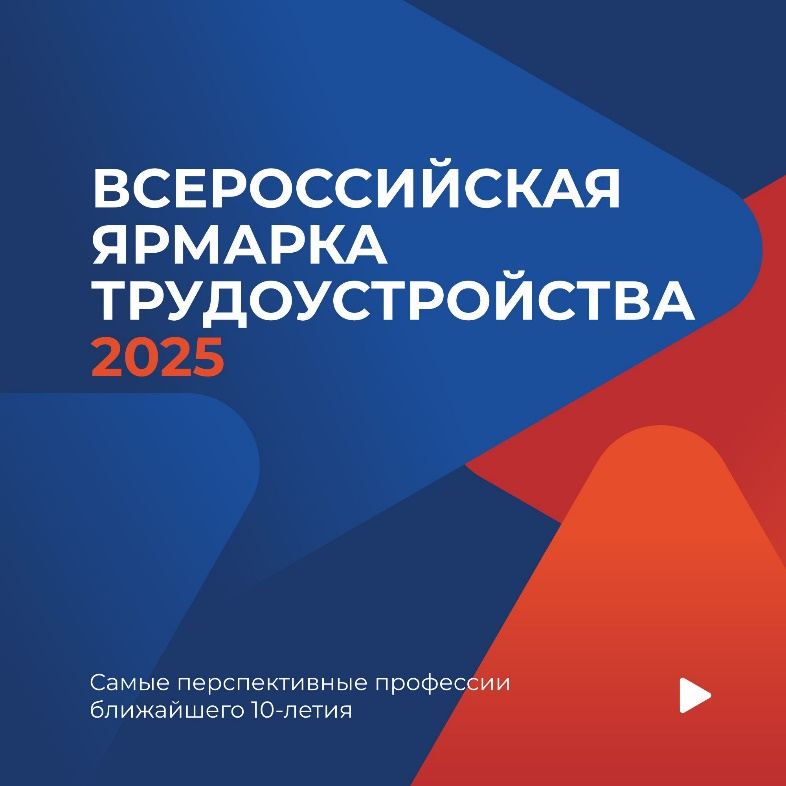 ВСЕРОССИЙСКАЯ
ЯРМАРКА
ТРУДОУСТРОЙСТВА
2025
Самые перспективные профессии
ближайшего 10-летия